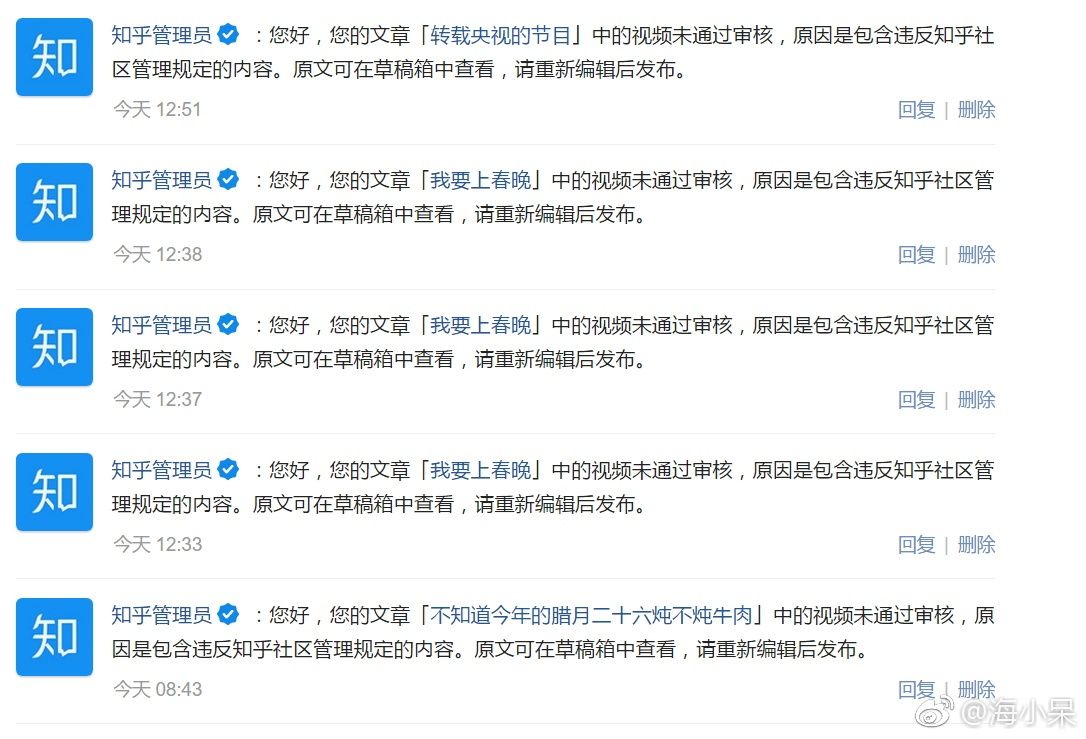 知
知乎管理员 ：您好，您的文章「转载央视的节目」中的视频未通过审核，原因是包含违反知乎社
区管理规定的内容。原文可在草稿箱中查看，请重新编辑后发布。
今天 12:51 回复 | 删除
知
知乎管理员 ：您好，您的文章「我要上春晚」中的视频未通过审核，原因是包含违反知乎社区管
理规定的内容。原文可在草稿箱中查看，请重新编辑后发布。
今天 12:38 回复 | 删除
知
知乎管理员 ：您好，您的文章「我要上春晚」中的视频未通过审核，原因是包含违反知乎社区管
理规定的内容。原文可在草稿箱中查看，请重新编辑后发布。
今天 12:37 回复 | 删除
知
知乎管理员 ：您好，您的文章「我要上春晚」中的视频未通过审核，原因是包含违反知乎社区管
理规定的内容。原文可在草稿箱中查看，请重新编辑后发布。
今天 12:33 回复 | 删除
知
知乎管理员 ：您好，您的文章「不知道今年的腊月二十六炖不炖牛肉」中的视频未通过审核，原
因是包含违反知乎社区管理规定的内容。原文可在草稿箱中查看，请重新编辑后发布。
今天 08:43 回复 | 删除
@海小呆